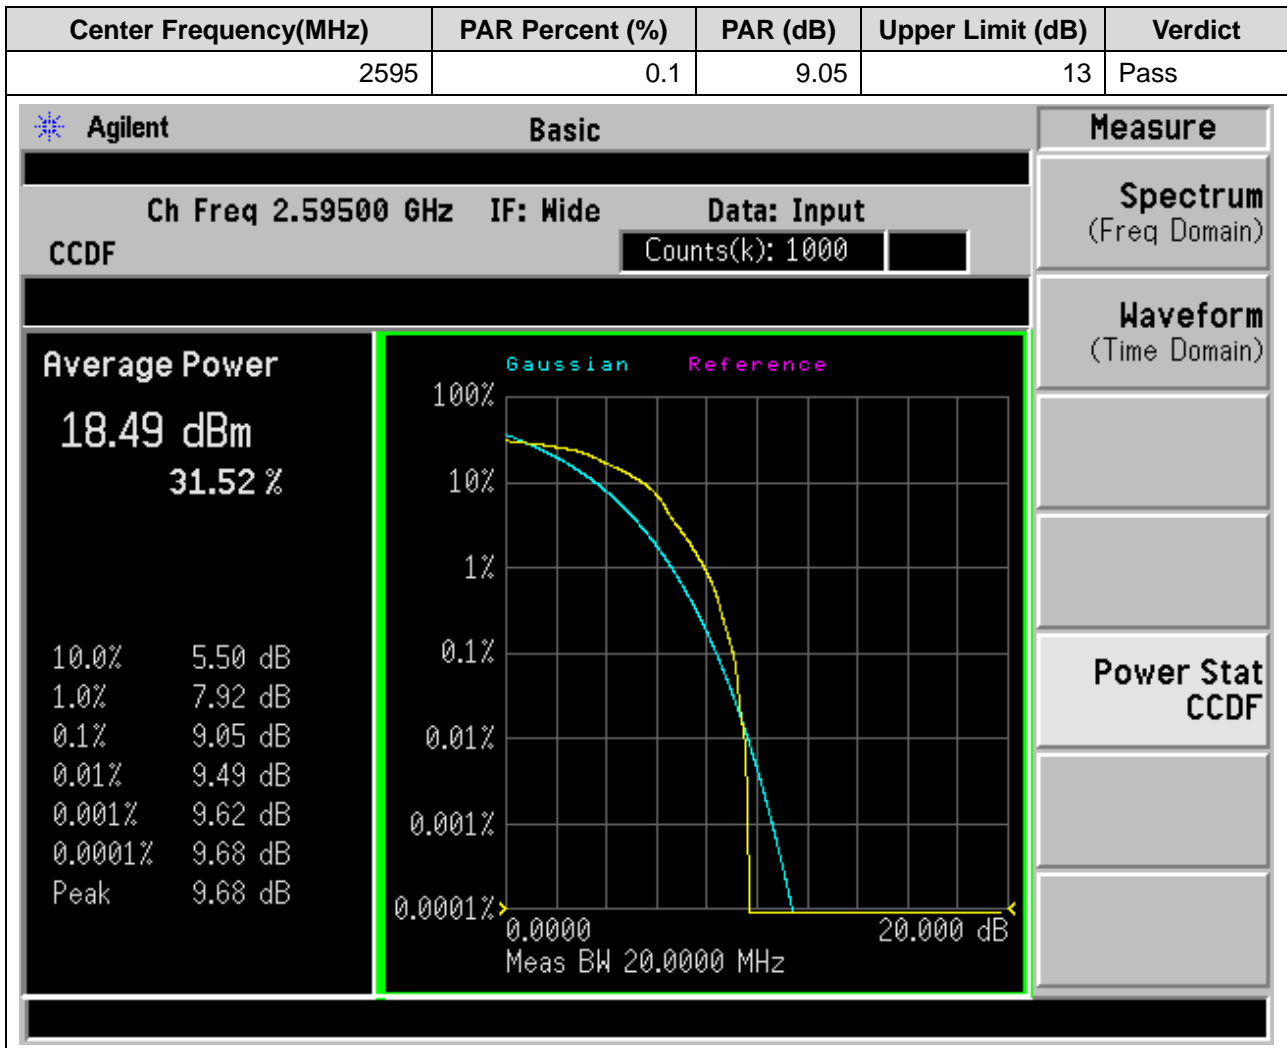 Center Frequency(MHz) PAR Percent (%) PAR (dB) Upper Limit (dB) Verdict
2595 0.1 9.05 13 Pass
Agilent Basic Measure
Ch Freq 2.59500 GHz IF: Wide Data: Input
CCDF Counts(k): 1000
Spectrum
(Freq Domain)
Waveform
(Time Domain)
Power Stat
CCDF
Average Power
18.49 dBm
31.52 %
10.0% 5.50 dB
1.0% 7.92 dB
0.1% 9.05 dB
0.01% 9.49 dB
0.001% 9.62 dB
0.0001% 9.68 dB
Peak 9.68 dB
Gaussian Reference
100%
10%
1%
0.1%
0.01%
0.001%
0.0001%
0.0000 20.000 dB
Meas BW 20.0000 MHz